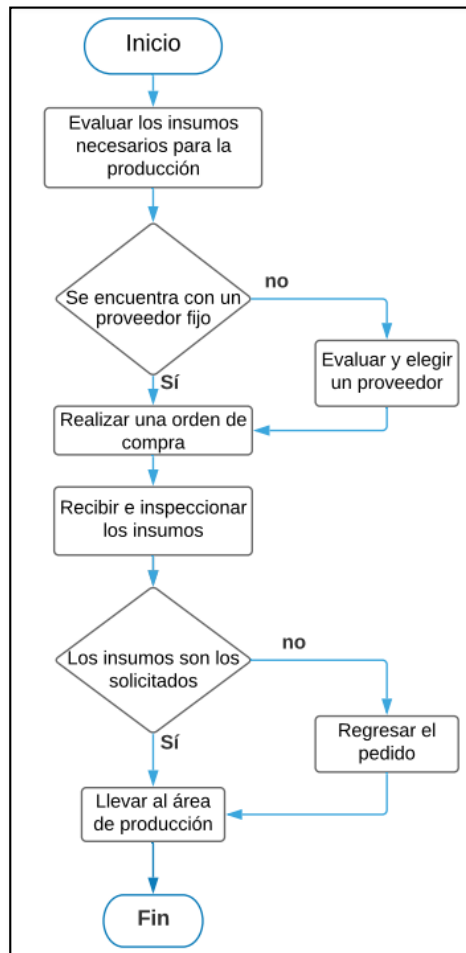 Inicio
Evaluar los insumos
necesarios para la
producción
Se encuentra con un
proveedor fijo
no
Evaluar y elegir
un proveedor
Sí
Realizar una orden de
compra
Recibir e inspeccionar
los insumos
Los insumos son los
solicitados
no
Regresar el
pedido
Sí
Llevar al área
de producción
Fin